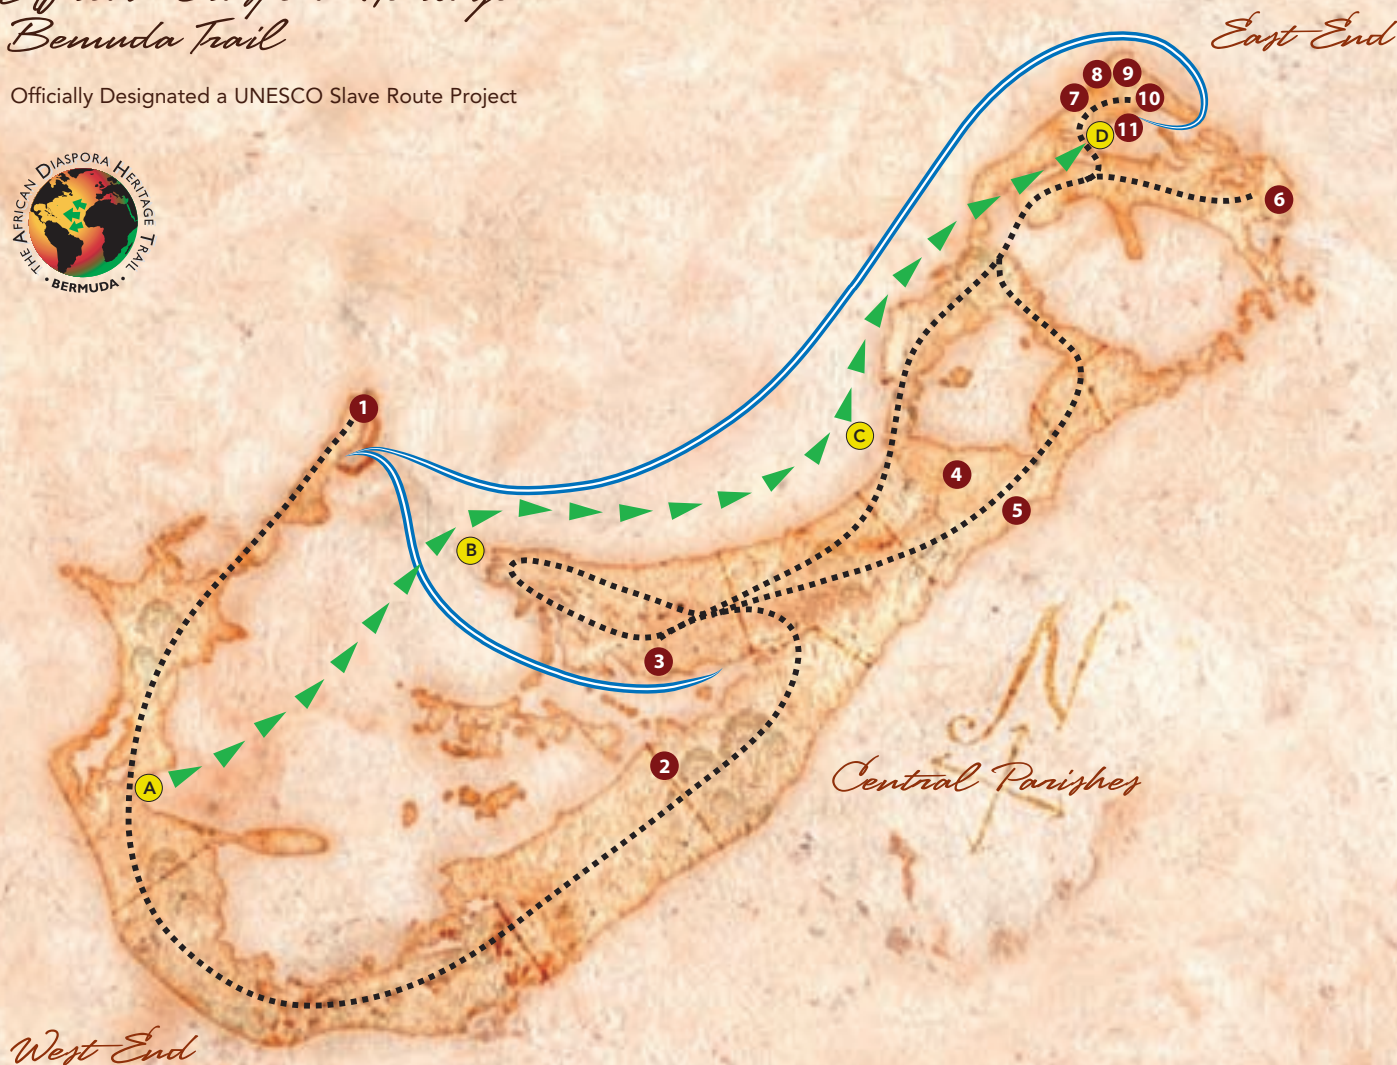 Bemuda Trail
East End
Officially Designated a UNESCO Slave Route Project
THE AFRICAN DIASPORA HERITAGE TRAIL
• BERMUDA •
8 9
7 10
D 11
6
1
C
4
5
B
3
2
N
Central Parishes
A
West End